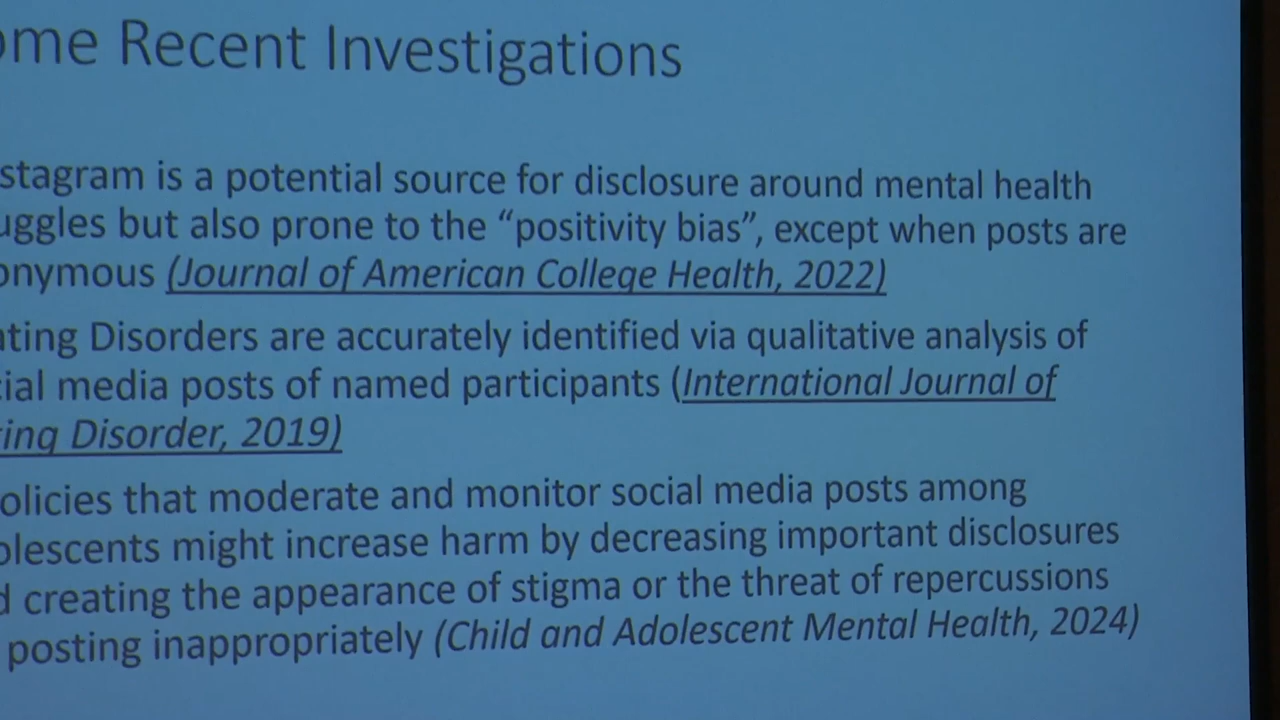 ome Recent Investigations
stagram is a potential source for disclosure around mental health
uggles but also prone to the “positivity bias”, except when posts are
onymous (Journal of American College Health, 2022)
ating Disorders are accurately identified via qualitative analysis of
cial media posts of named participants (International Journal of
ting Disorder, 2019)
olicies that moderate and monitor social media posts among
olescents might increase harm by decreasing important disclosures
d creating the appearance of stigma or the threat of repercussions
posting inappropriately (Child and Adolescent Mental Health, 2024)